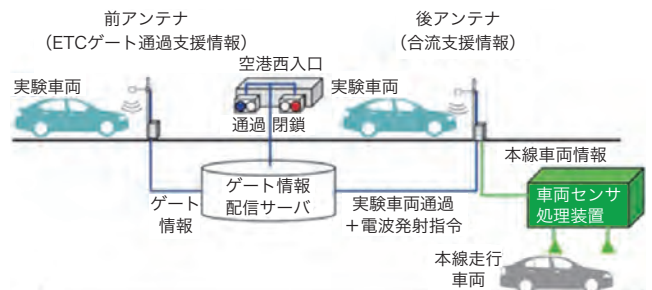 前アンテナ
（ETCゲート通過支援情報）
後アンテナ
（合流支援情報）
空港西入口
実験車両
実験車両
通過 閉鎖
本線車両情報
ゲート
情報
ゲート情報
配信サーバ
実験車両通過
＋電波発射指令
車両センサ
処理装置
本線走行
車両